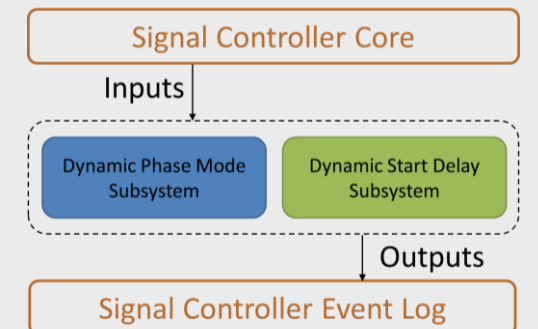 Signal Controller Core
Inputs
Dynamic Phase Mode
Subsystem
Dynamic Start Delay
Subsystem
Outputs
Signal Controller Event Log